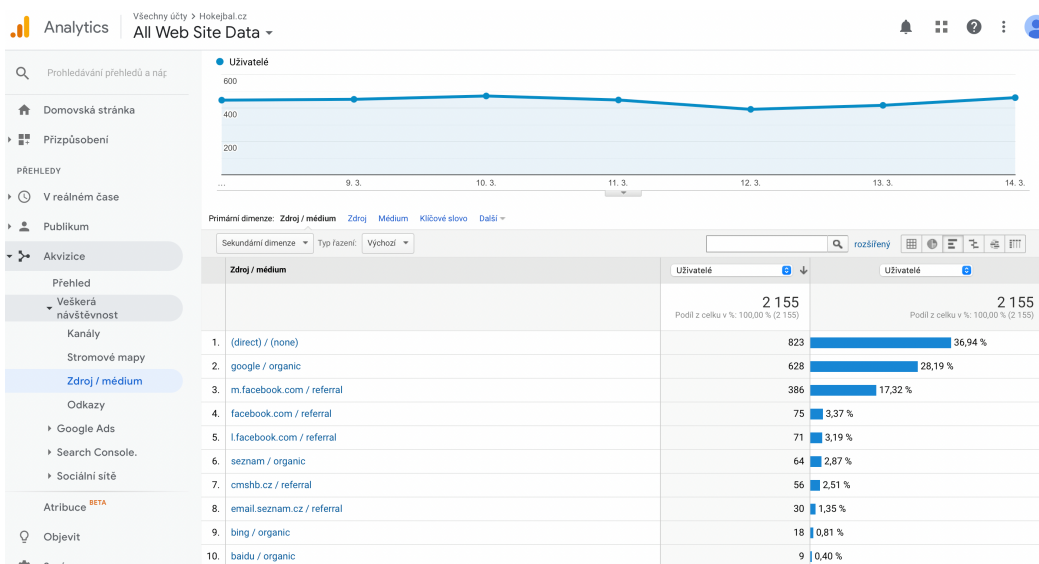 Analytics
Všechny účty > Hokejbal.cz
All Web Site Data
Prohledávání přehledů a náp
Domovská stránka
Přizpůsobení
PŘEHLEDY
V reálném čase
Publikum
Akvizice
Přehled
Veškerá
návštěvnost
Kanály
Stromové mapy
Zdroj / médium
Odkazy
Google Ads
Search Console.
Sociální sítě
Atribuce BETA
Objevit
Uživatelé
600
400
200
... 9. 3. 10. 3. 11. 3. 12. 3. 13. 3. 14. 3.
Primární dimenze: Zdroj / médium Zdroj Médium Klíčové slovo Další
Sekundární dimenze Typ řazení: Výchozí rozšířený
Zdroj / médium Uživatelé Uživatelé
2 155 2 155
Podíl z celku v %: 100,00 % (2 155) Podíl z celku v %: 100,00 % (2 155)
1. (direct) / (none) 823 36,94 %
2. google / organic 628 28,19 %
3. m.facebook.com / referral 386 17,32 %
4. facebook.com / referral 75 3,37 %
5. l.facebook.com / referral 71 3,19 %
6. seznam / organic 64 2,87 %
7. cmshb.cz / referral 56 2,51 %
8. email.seznam.cz / referral 30 1,35 %
9. bing / organic 18 0,81 %
10. baidu / organic 9 0,40 %